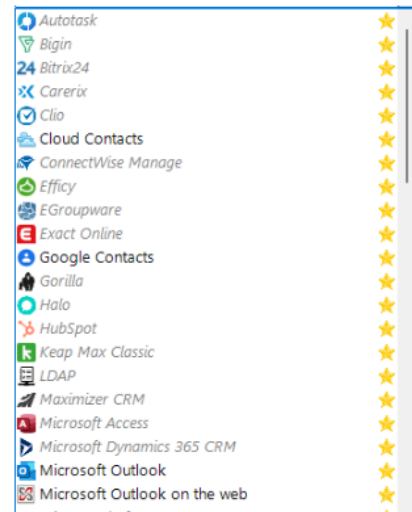 Autotask
Bigin
24 Bitrix24
Carerix
Clio
Cloud Contacts
ConnectWise Manage
Efficy
EGroupware
Exact Online
Google Contacts
Gorilla
Halo
HubSpot
Keap Max Classic
LDAP
Maximizer CRM
Microsoft Access
Microsoft Dynamics 365 CRM
Microsoft Outlook
Microsoft Outlook on the web